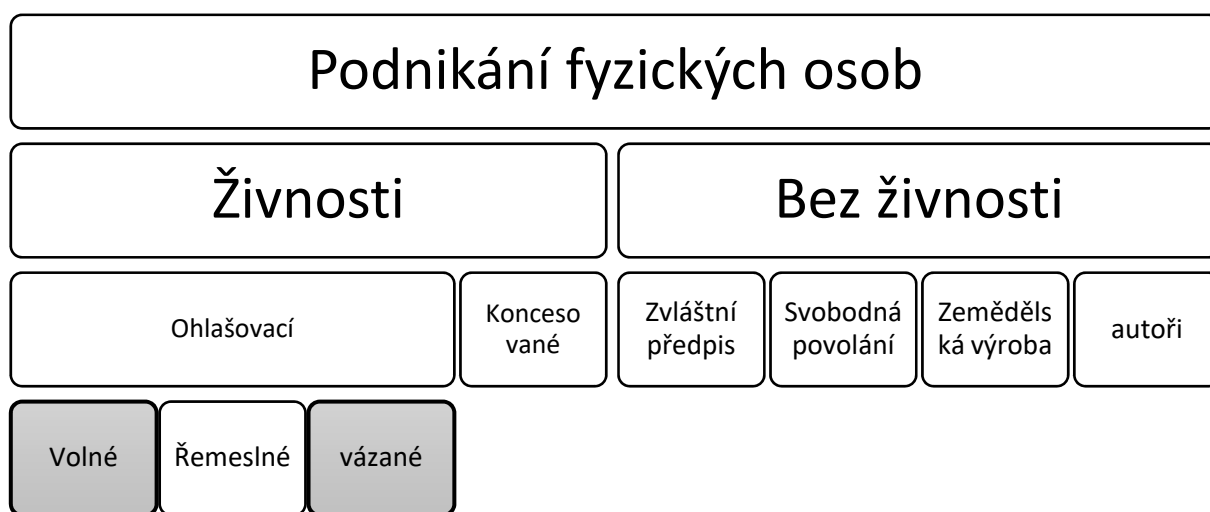 Podnikání fyzických osob
Živnosti
Bez živnosti
Ohlašovací
Konceso
vané
Zvláštní
předpis
Svobodná
povolání
Zeměděls
ká výroba
autoři
Volné
Řemeslné
vázané